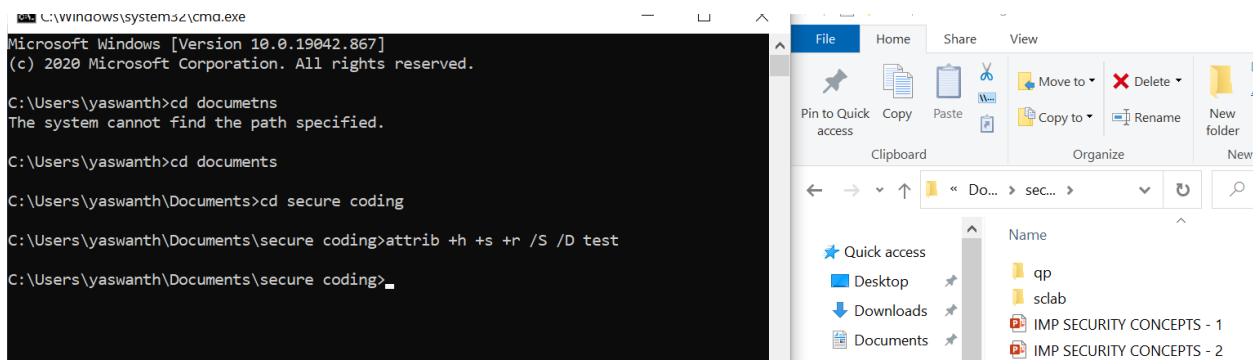 C:\Windows\system32\cmd.exe
Microsoft Windows [Version 10.0.19042.867]
(c) 2020 Microsoft Corporation. All rights reserved.
C:\Users\yaswanth>cd documetns
The system cannot find the path specified.
C:\Users\yaswanth>cd documents
C:\Users\yaswanth\Documents>cd secure coding
C:\Users\yaswanth\Documents\secure coding>attrib +h +s +r /S /D test
C:\Users\yaswanth\Documents\secure coding>
File Home Share View
Pin to Quick access
Copy
Paste
Move to
Copy to
Delete
Rename
New folder
Clipboard
Organize
New
« Do... > sec... >
Quick access
Desktop
Downloads
Documents
Name
qp
sclab
IMP SECURITY CONCEPTS - 1
IMP SECURITY CONCEPTS - 2